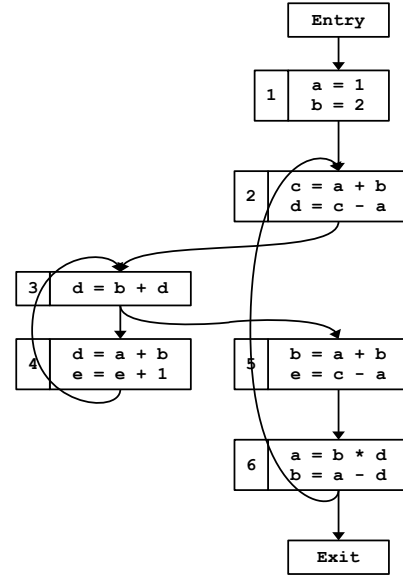 Entry
1
a = 1
b = 2
2
c = a + b
d = c - a
3
d = b + d
4
d = a + b
e = e + 1
5
b = a + b
e = c - a
6
a = b * d
b = a - d
Exit